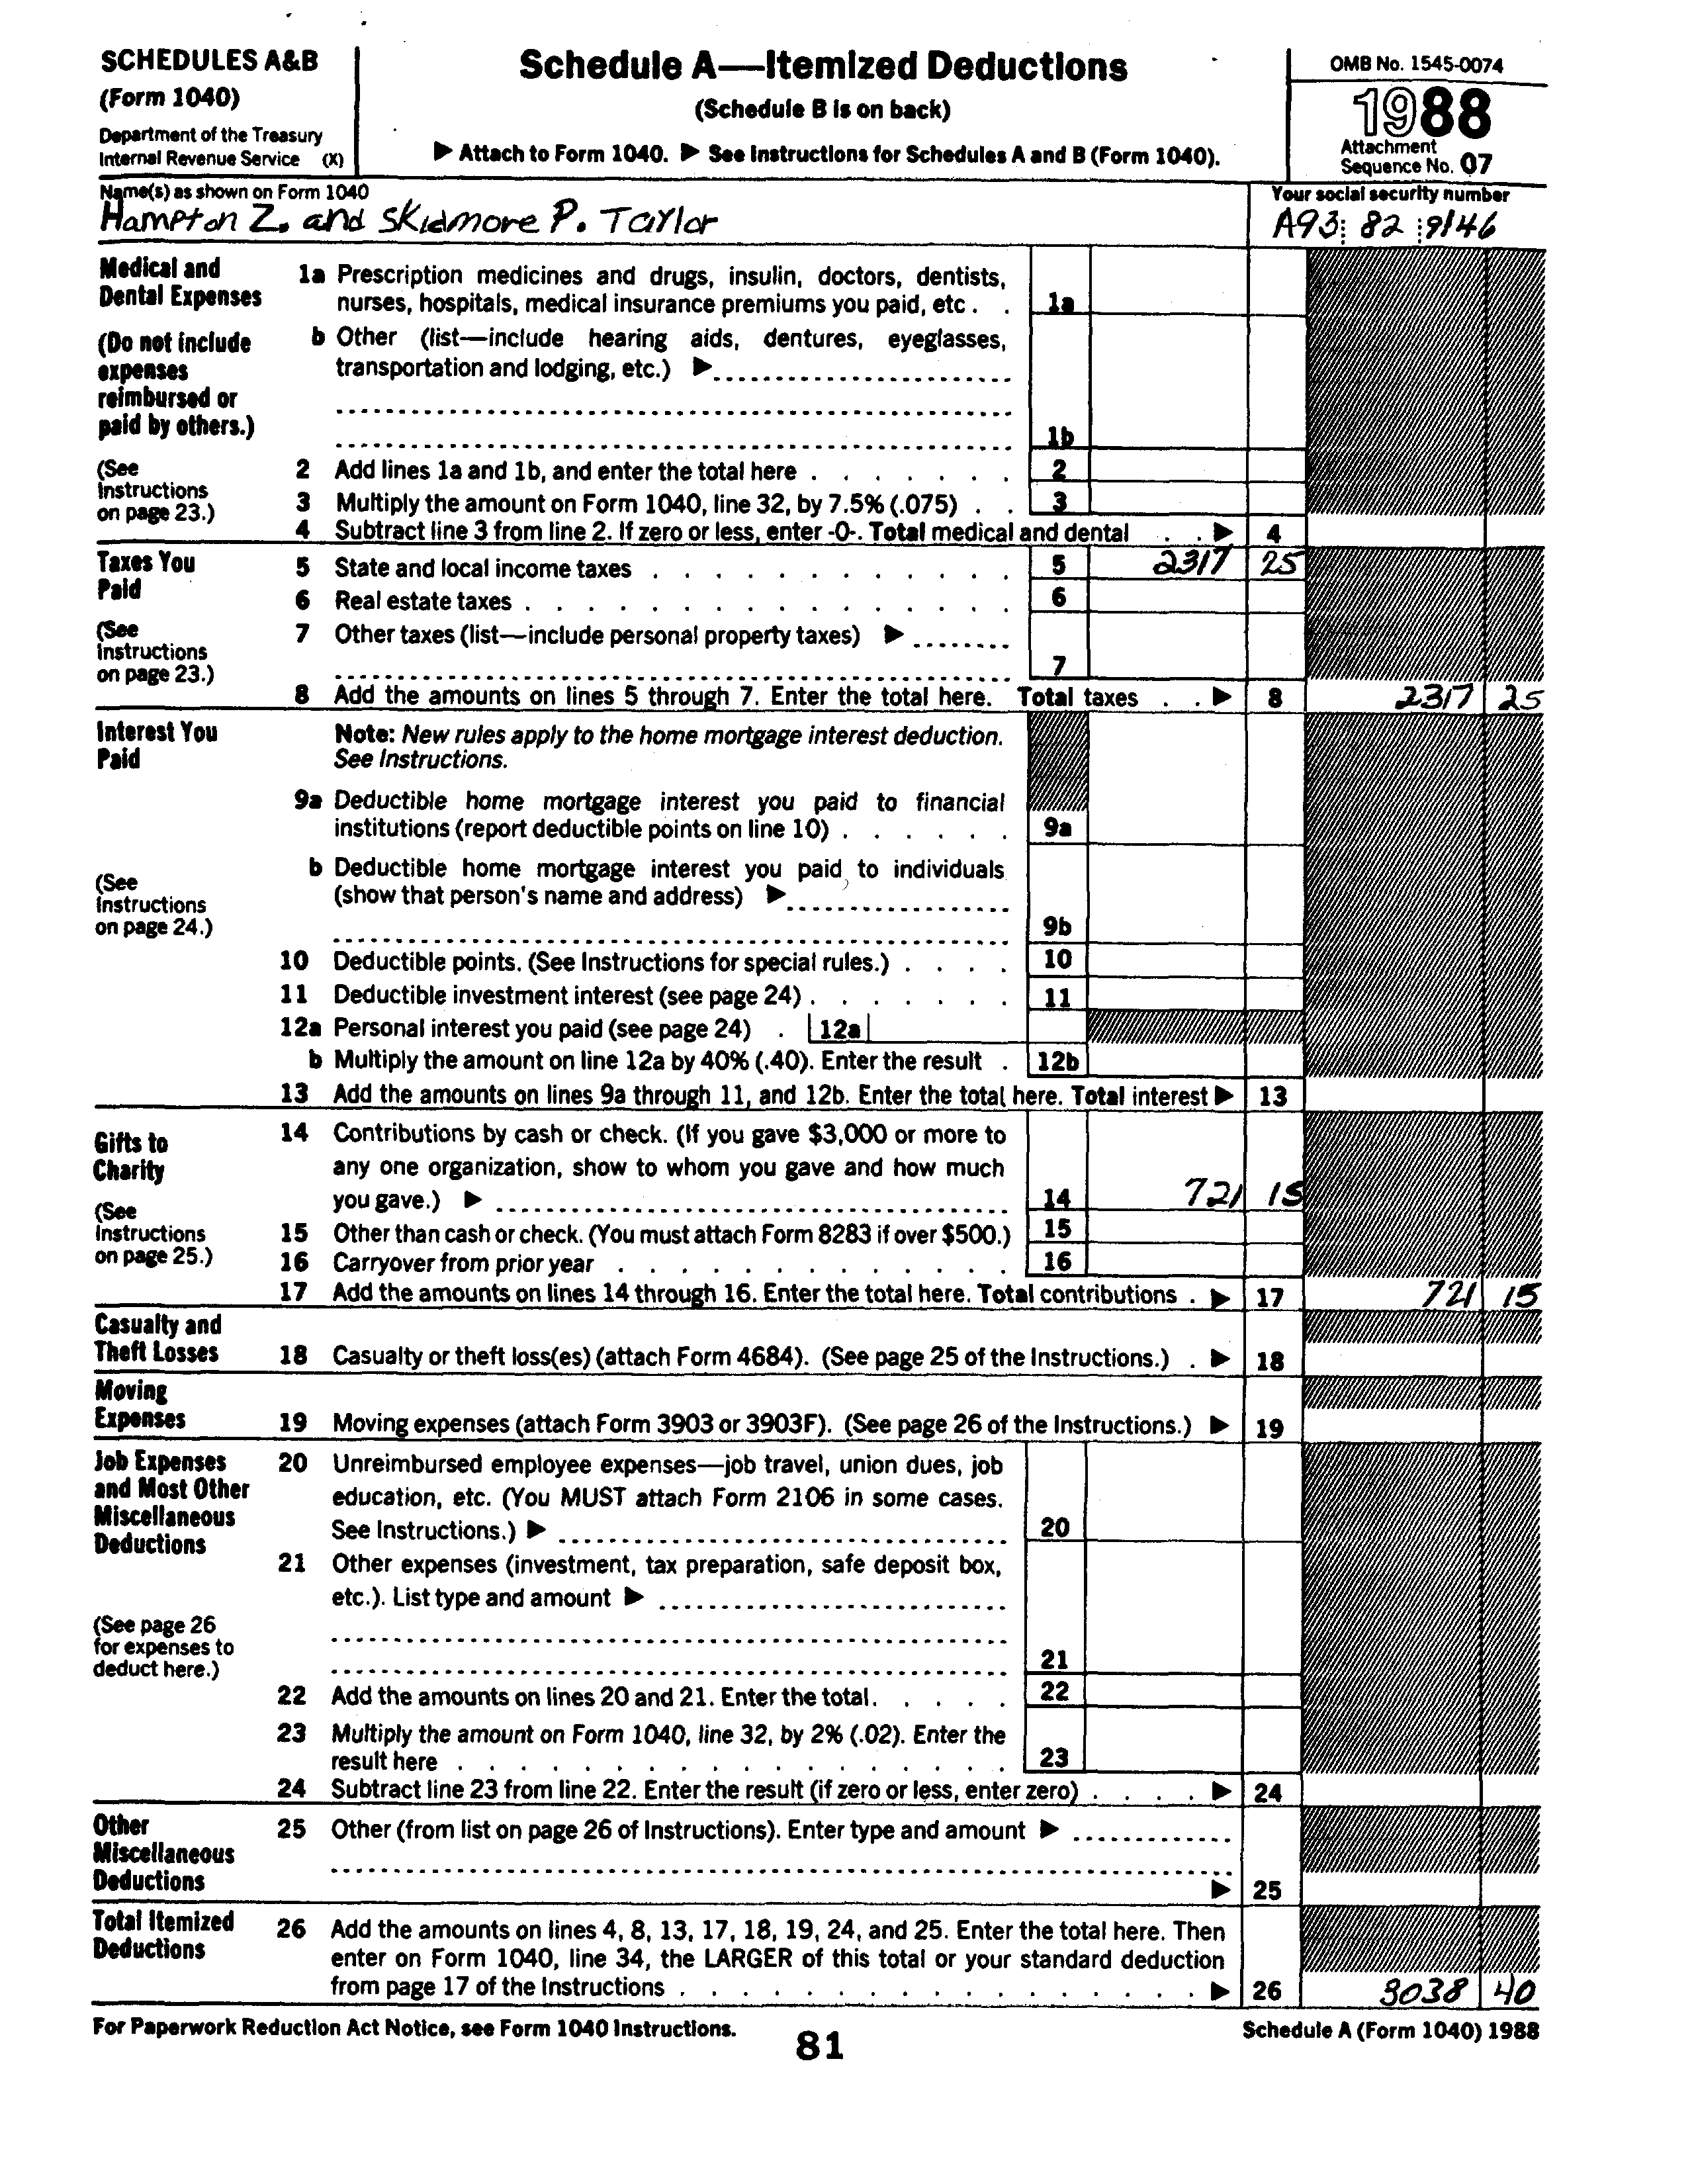 SCHEDULES A&B
(Form 1040)
Department of the Treasury
Internal Revenue Service (X)
Schedule A—Itemized Deductions
(Schedule B is on back)
▶ Attach to Form 1040. ▶ See Instructions for Schedules A and B (Form 1040).
OMB No. 1545-0074
1988
Attachment
Sequence No. 07
Name(s) as shown on Form 1040
Hampton Z. and Skidmore P. Taylor
Your social security number
A93 82 9146
Medical and
Dental Expenses
(Do not include
expenses
reimbursed or
paid by others.)
(See
Instructions
on page 23.)
1a Prescription medicines and drugs, insulin, doctors, dentists,
nurses, hospitals, medical insurance premiums you paid, etc . . 1a
b Other (list—include hearing aids, dentures, eyeglasses,
transportation and lodging, etc.) ▶
1b
2 Add lines 1a and 1b, and enter the total here . . . . . . . 2
3 Multiply the amount on Form 1040, line 32, by 7.5% (.075) . . 3
4 Subtract line 3 from line 2. If zero or less, enter -0-. Total medical and dental . . ▶ 4
Taxes You
Paid
(See
Instructions
on page 23.)
5 State and local income taxes . . . . . . . . . . . . 5 2317 25
6 Real estate taxes . . . . . . . . . . . . . . . . 6
7 Other taxes (list—include personal property taxes) ▶
7
8 Add the amounts on lines 5 through 7. Enter the total here. Total taxes . . ▶ 8 2317 25
Interest You
Paid
(See
Instructions
on page 24.)
Note: New rules apply to the home mortgage interest deduction.
See Instructions.
9a Deductible home mortgage interest you paid to financial
institutions (report deductible points on line 10) . . . . . . 9a
b Deductible home mortgage interest you paid to individuals
(show that person's name and address) ▶
9b
10 Deductible points. (See Instructions for special rules.) . . . . 10
11 Deductible investment interest (see page 24) . . . . . . . 11
12a Personal interest you paid (see page 24) . 12a
b Multiply the amount on line 12a by 40% (.40). Enter the result . 12b
13 Add the amounts on lines 9a through 11, and 12b. Enter the total here. Total interest ▶ 13
Gifts to
Charity
(See
Instructions
on page 25.)
14 Contributions by cash or check. (If you gave $3,000 or more to
any one organization, show to whom you gave and how much
you gave.) ▶ 14 721 15
15 Other than cash or check. (You must attach Form 8283 if over $500.) 15
16 Carryover from prior year . . . . . . . . . . . . . 16
17 Add the amounts on lines 14 through 16. Enter the total here. Total contributions . ▶ 17 721 15
Casualty and
Theft Losses
18 Casualty or theft loss(es) (attach Form 4684). (See page 25 of the Instructions.) . ▶ 18
Moving
Expenses
19 Moving expenses (attach Form 3903 or 3903F). (See page 26 of the Instructions.) ▶ 19
Job Expenses
and Most Other
Miscellaneous
Deductions
(See page 26
for expenses to
deduct here.)
20 Unreimbursed employee expenses—job travel, union dues, job
education, etc. (You MUST attach Form 2106 in some cases.
See Instructions.) ▶ 20
21 Other expenses (investment, tax preparation, safe deposit box,
etc.). List type and amount ▶
21
22 Add the amounts on lines 20 and 21. Enter the total. . . . . . 22
23 Multiply the amount on Form 1040, line 32, by 2% (.02). Enter the
result here . . . . . . . . . . . . . . . . . 23
24 Subtract line 23 from line 22. Enter the result (if zero or less, enter zero) . . . . ▶ 24
Other
Miscellaneous
Deductions
25 Other (from list on page 26 of Instructions). Enter type and amount ▶
▶ 25
Total Itemized
Deductions
26 Add the amounts on lines 4, 8, 13, 17, 18, 19, 24, and 25. Enter the total here. Then
enter on Form 1040, line 34, the LARGER of this total or your standard deduction
from page 17 of the Instructions . . . . . . . . . . . . . . . . . ▶ 26 3038 40
For Paperwork Reduction Act Notice, see Form 1040 Instructions.
Schedule A (Form 1040) 1988
81